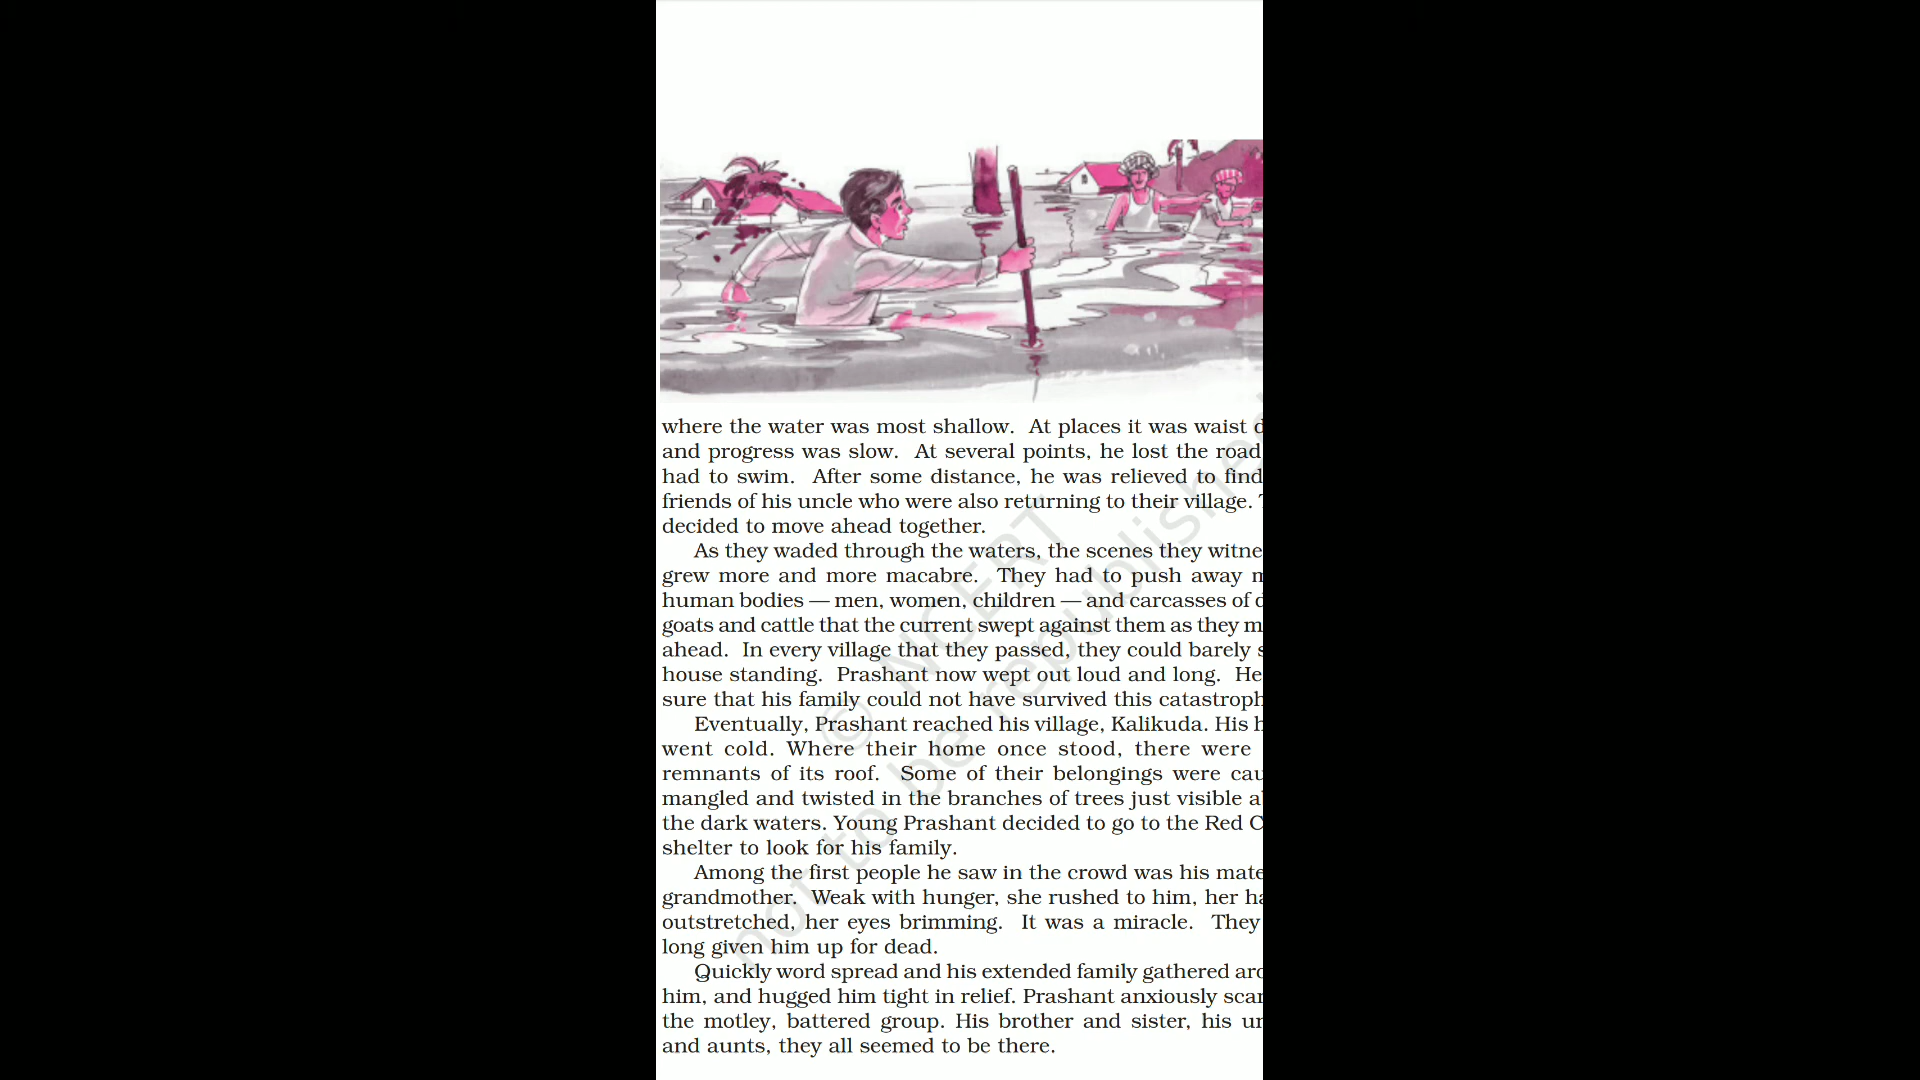 where the water was most shallow. At places it was waist
and progress was slow. At several points, he lost the road
had to swim. After some distance, he was relieved to find
friends of his uncle who were also returning to their village.
decided to move ahead together.
As they waded through the waters, the scenes they
grew more and more macabre. They had to push away
human bodies — men, women, children — and carcasses of
goats and cattle that the current swept against them as they
ahead. In every village that they passed, they could barely
house standing. Prashant now wept out loud and long. He
sure that his family could not have survived this
Eventually, Prashant reached his village, Kalikuda. His
went cold. Where their home once stood, there were
remnants of its roof. Some of their belongings were
mangled and twisted in the branches of trees just visible
the dark waters. Young Prashant decided to go to the Red
shelter to look for his family.
Among the first people he saw in the crowd was his
grandmother. Weak with hunger, she rushed to him, her
outstretched, her eyes brimming. It was a miracle. They
long given him up for dead.
Quickly word spread and his extended family gathered
him, and hugged him tight in relief. Prashant anxiously
the motley, battered group. His brother and sister, his
and aunts, they all seemed to be there.
© NCERT
not to be republished